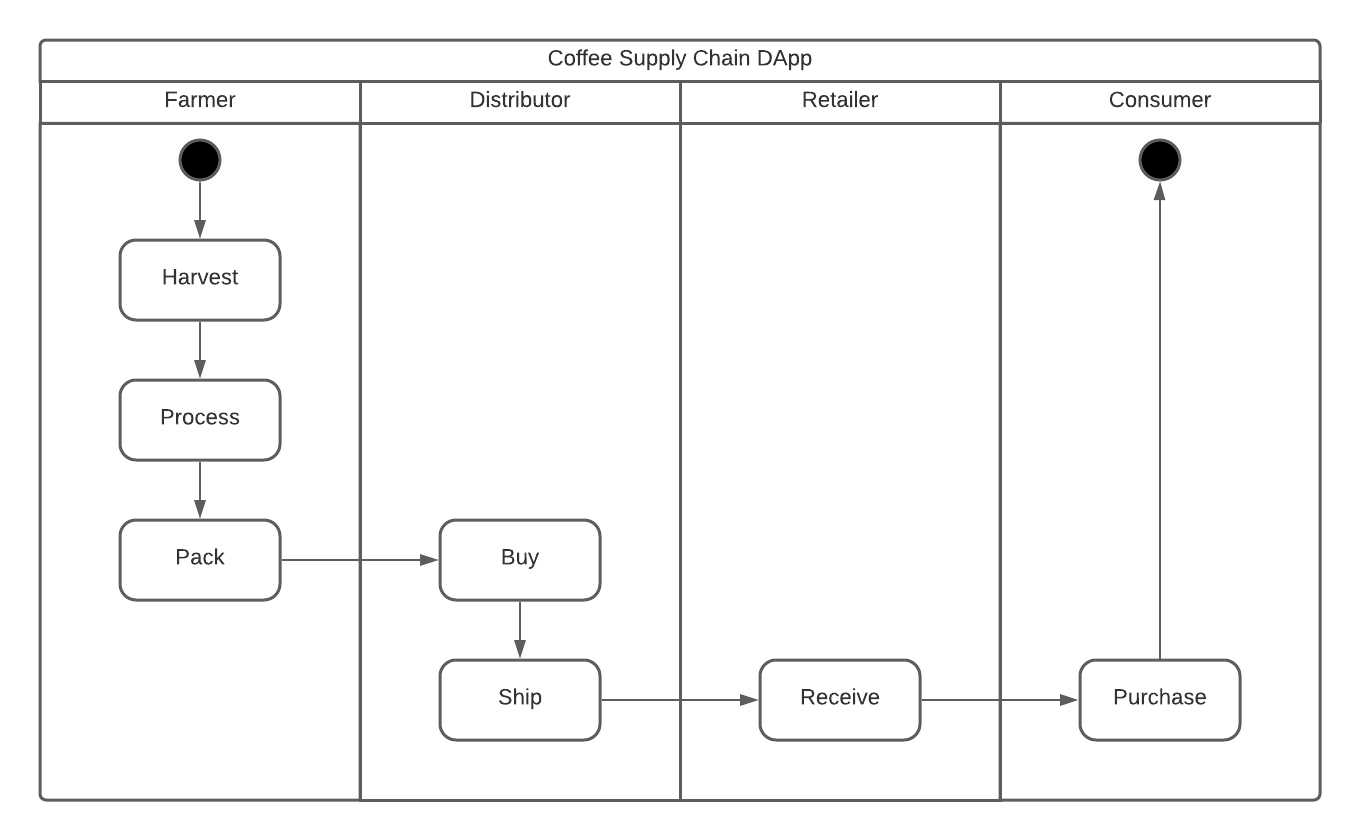 Coffee Supply Chain DApp
Farmer
Distributor
Retailer
Consumer
Harvest
Process
Pack
Buy
Ship
Receive
Purchase